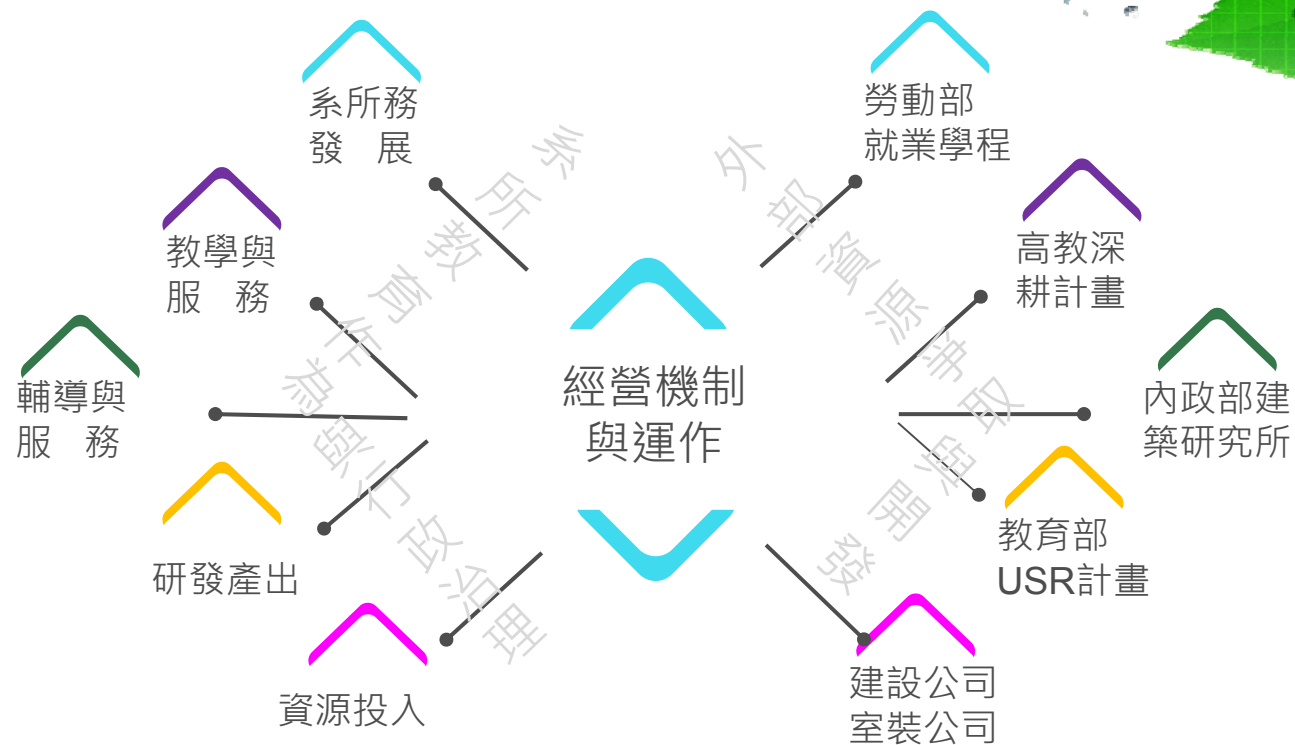 系所務
發 展
勞動部
就業學程
教學與
服 務
高教深
耕計畫
輔導與
服 務
經營機制
與運作
內政部建
築研究所
研發產出
教育部
USR計畫
資源投入
建設公司
室裝公司
系所教育作為與行政治理
外部資源爭取與開發